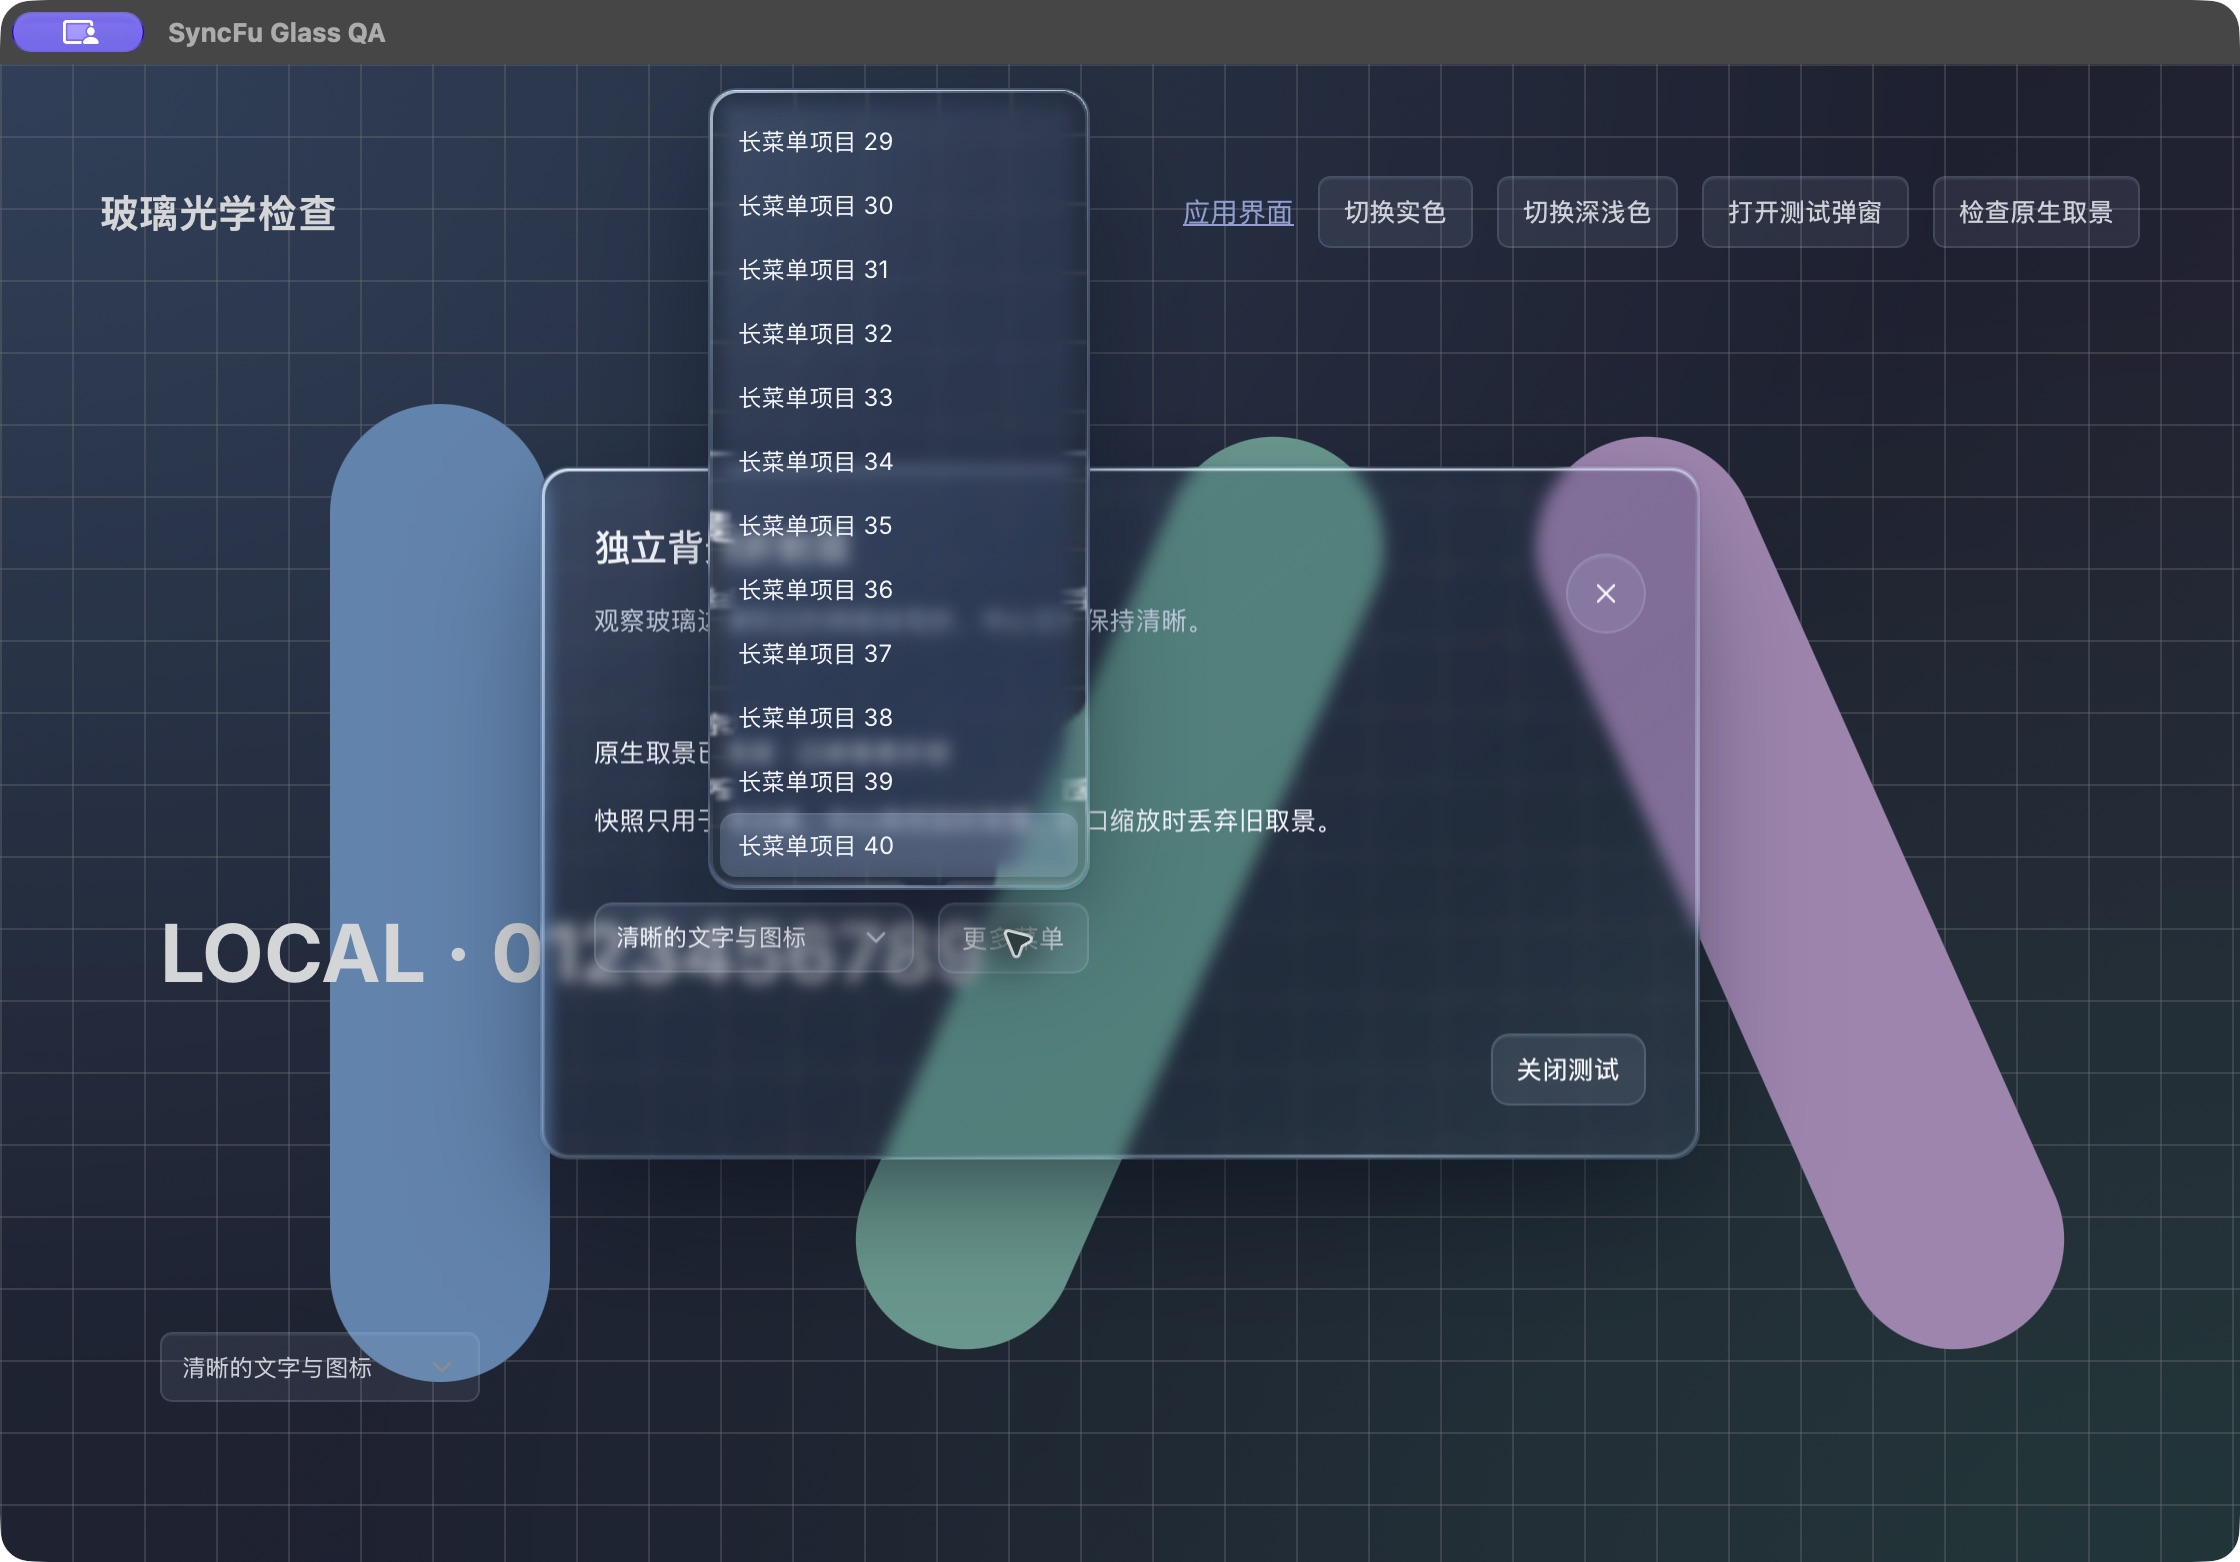 SyncFu Glass QA
玻璃光学检查
应用界面
切换实色
切换深浅色
打开测试弹窗
检查原生取景
长菜单项目 29
长菜单项目 30
长菜单项目 31
长菜单项目 32
长菜单项目 33
长菜单项目 34
长菜单项目 35
长菜单项目 36
长菜单项目 37
长菜单项目 38
长菜单项目 39
长菜单项目 40
独立背
观察玻璃 保持清晰。
原生取景已
快照只用于 口缩放时丢弃旧取景。
LOCAL · 0123456789
清晰的文字与图标
更多菜单
关闭测试
清晰的文字与图标